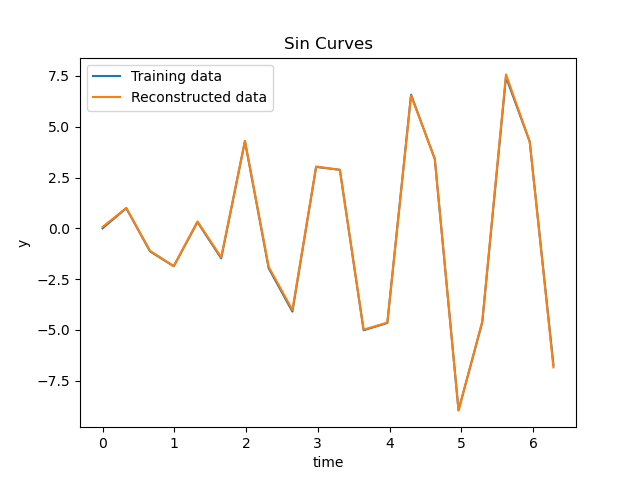 Sin Curves
Training data
Reconstructed data
7.5
5.0
2.5
0.0
−2.5
−5.0
−7.5
y
0 1 2 3 4 5 6
time